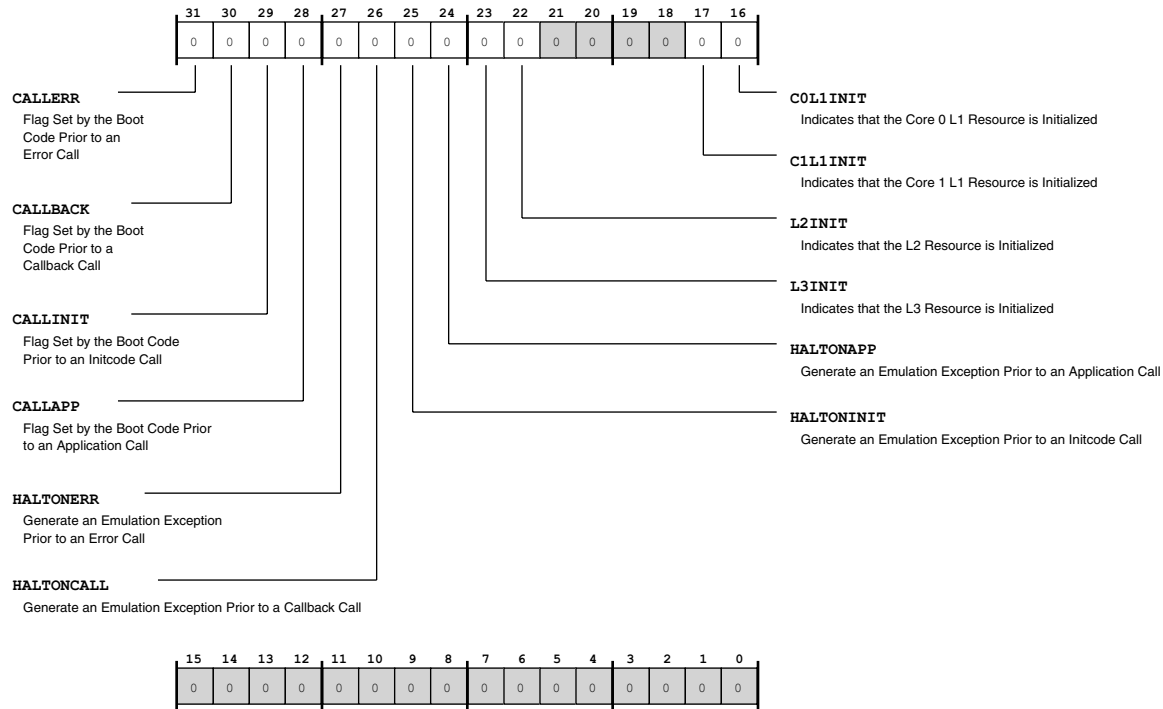 31 30 29 28 27 26 25 24 23 22 21 20 19 18 17 16
0 0 0 0 0 0 0 0 0 0 0 0 0 0 0 0
CALLERR
Flag Set by the Boot
Code Prior to an
Error Call
CALLBACK
Flag Set by the Boot
Code Prior to a
Callback Call
CALLINIT
Flag Set by the Boot Code
Prior to an Initcode Call
CALLAPP
Flag Set by the Boot Code Prior
to an Application Call
HALTONERR
Generate an Emulation Exception
Prior to an Error Call
HALTONCALL
Generate an Emulation Exception Prior to a Callback Call
C0L1INIT
Indicates that the Core 0 L1 Resource is Initialized
C1L1INIT
Indicates that the Core 1 L1 Resource is Initialized
L2INIT
Indicates that the L2 Resource is Initialized
L3INIT
Indicates that the L3 Resource is Initialized
HALTONAPP
Generate an Emulation Exception Prior to an Application Call
HALTONINIT
Generate an Emulation Exception Prior to an Initcode Call
15 14 13 12 11 10 9 8 7 6 5 4 3 2 1 0
0 0 0 0 0 0 0 0 0 0 0 0 0 0 0 0